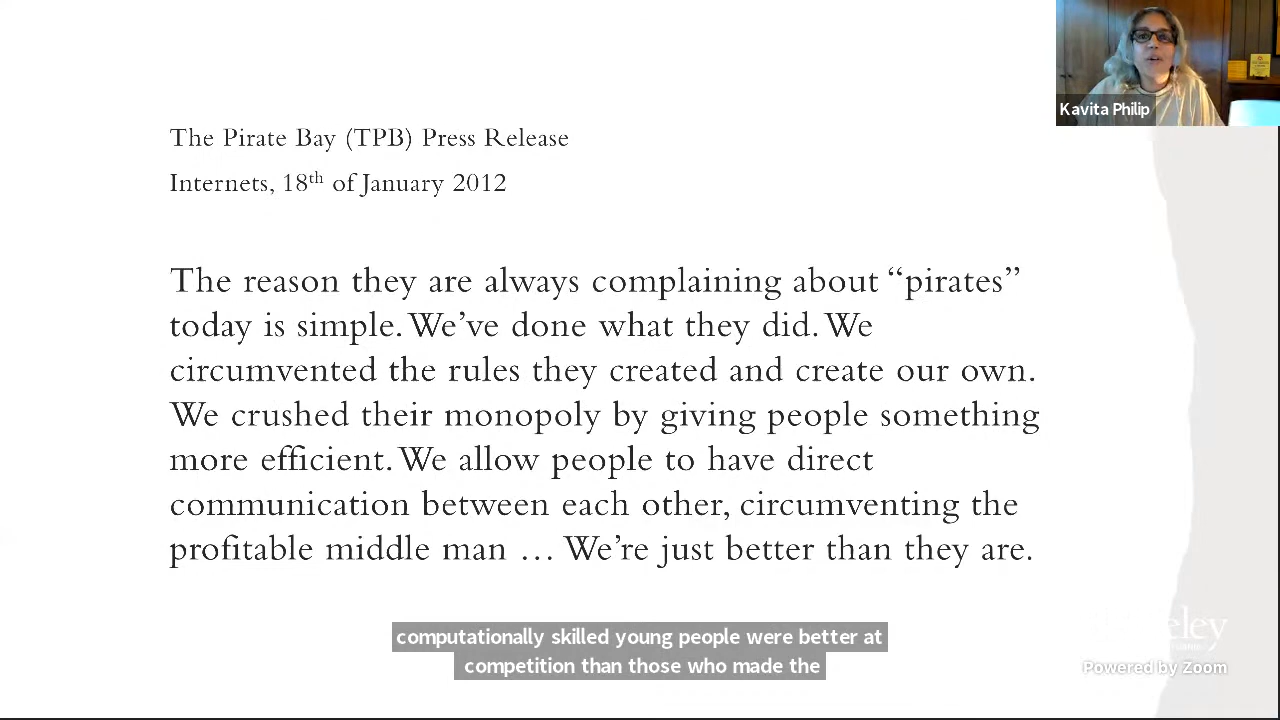 Kavita Philip
The Pirate Bay (TPB) Press Release
Internets, 18th of January 2012
The reason they are always complaining about “pirates”
today is simple. We’ve done what they did. We
circumvented the rules they created and create our own.
We crushed their monopoly by giving people something
more efficient. We allow people to have direct
communication between each other, circumventing the
profitable middle man … We’re just better than they are.
computationally skilled young people were better at
competition than those who made the
Powered by Zoom